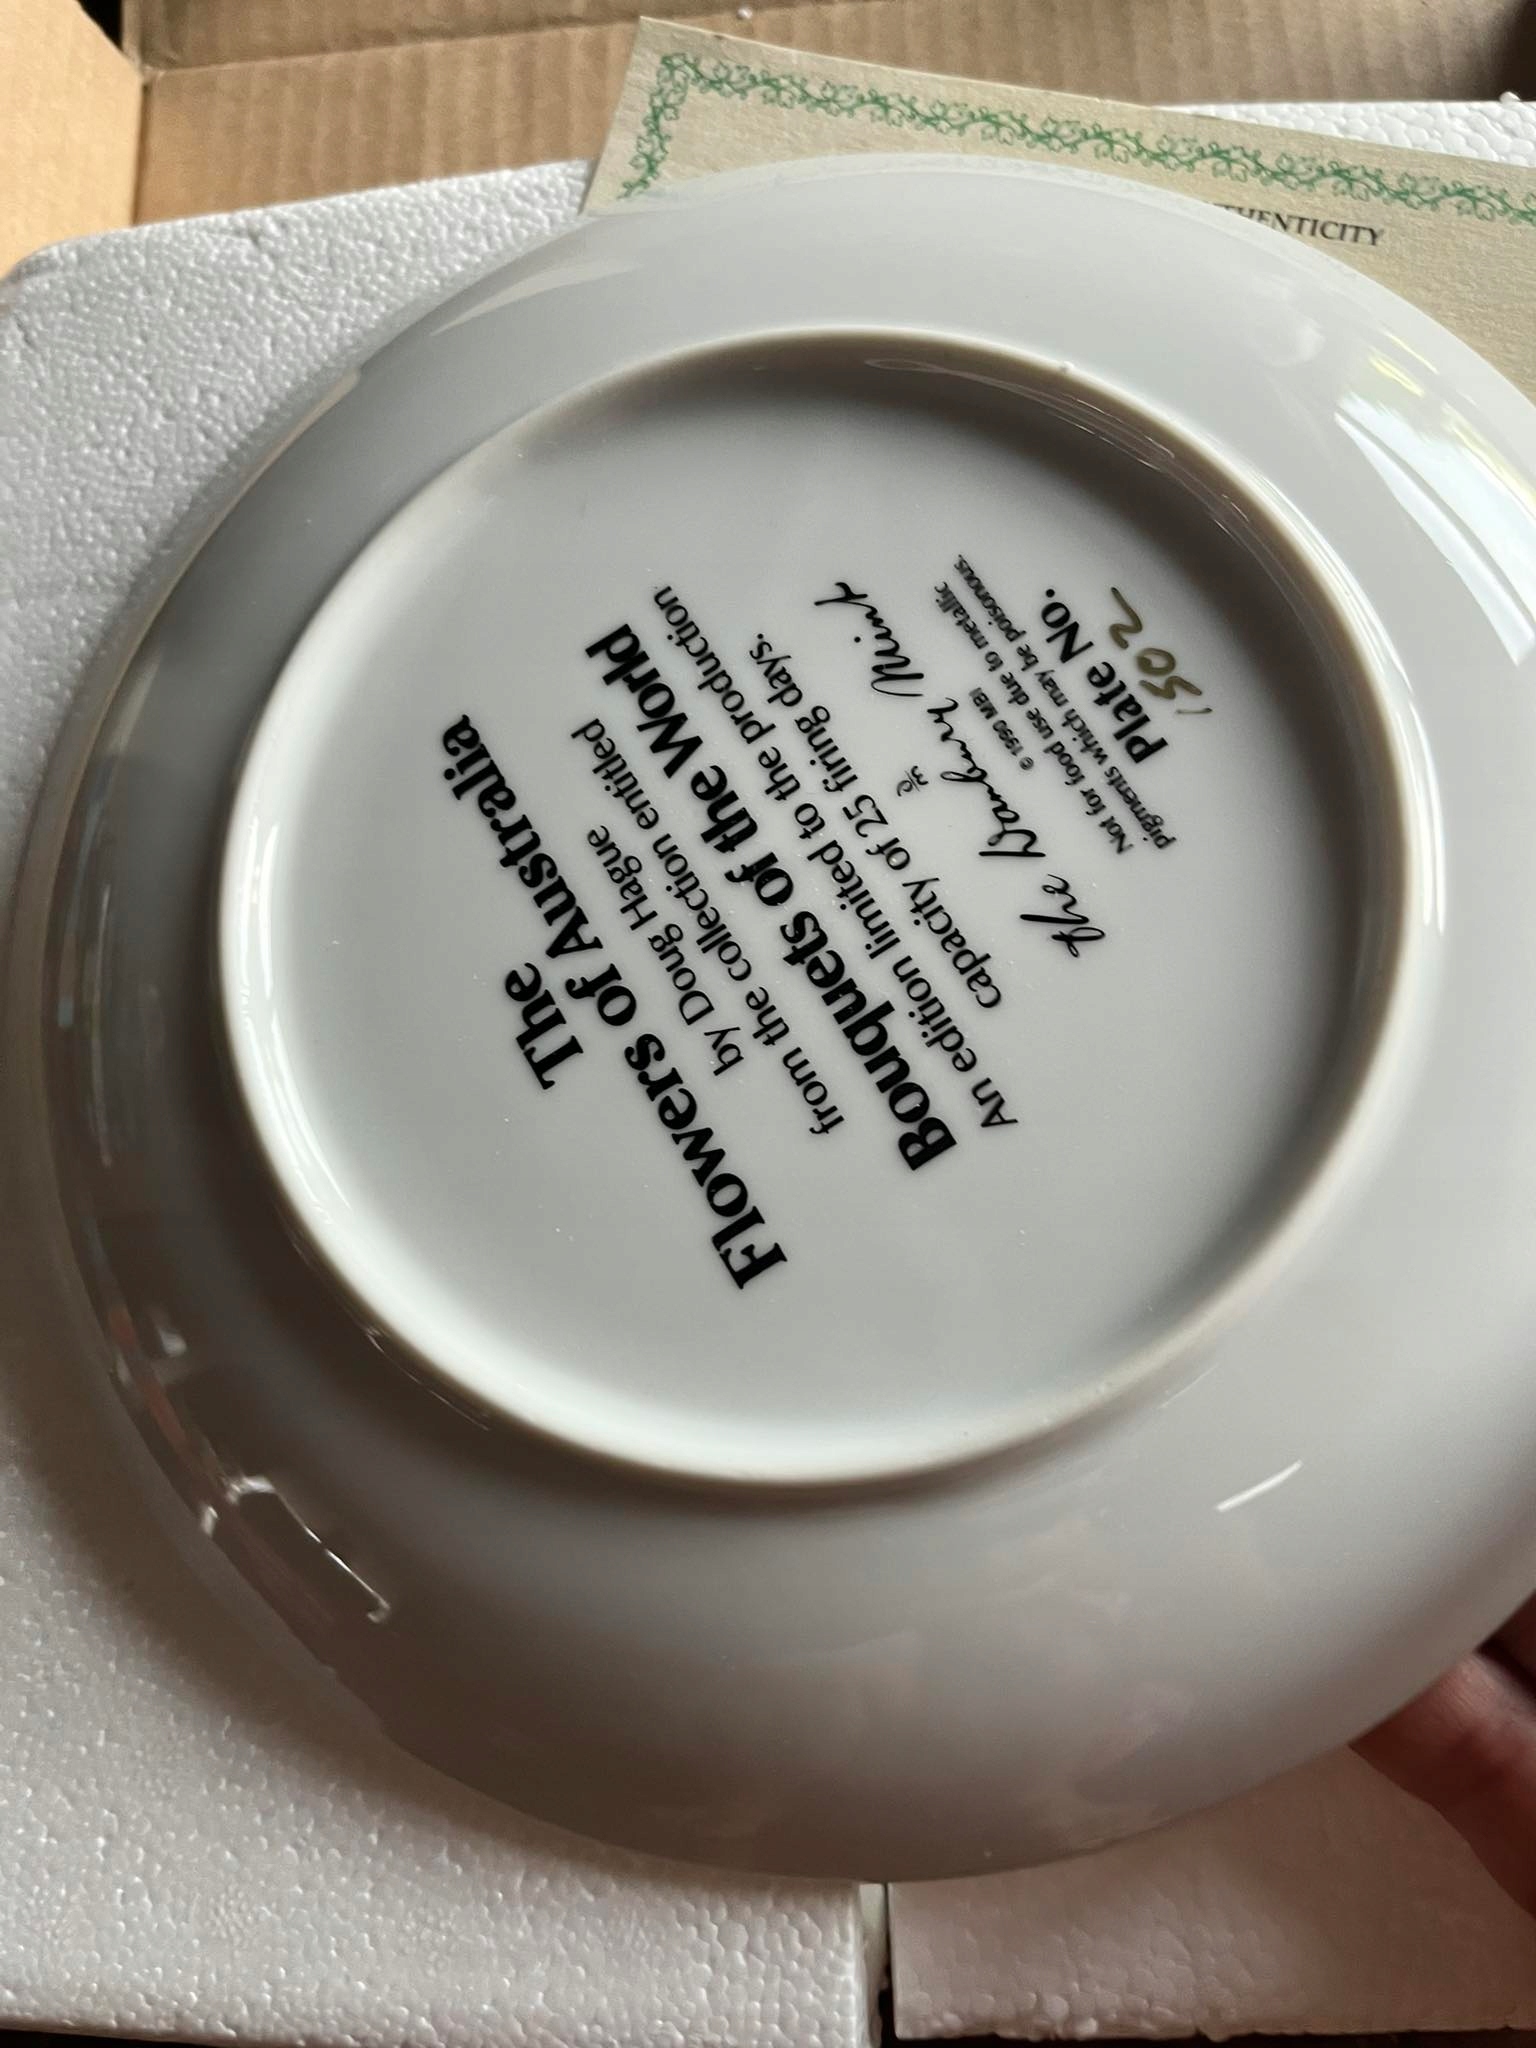 THENTICITY
The
Flowers of Australia
by Doug Hague
from the collection entitled
Bouquets of the World
An edition limited to the production
capacity of 25 firing days.
The Danbury Mint
© 1990 MBI
Not for food use due to metallic
pigments which may be poisonous.
Plate No.
1502